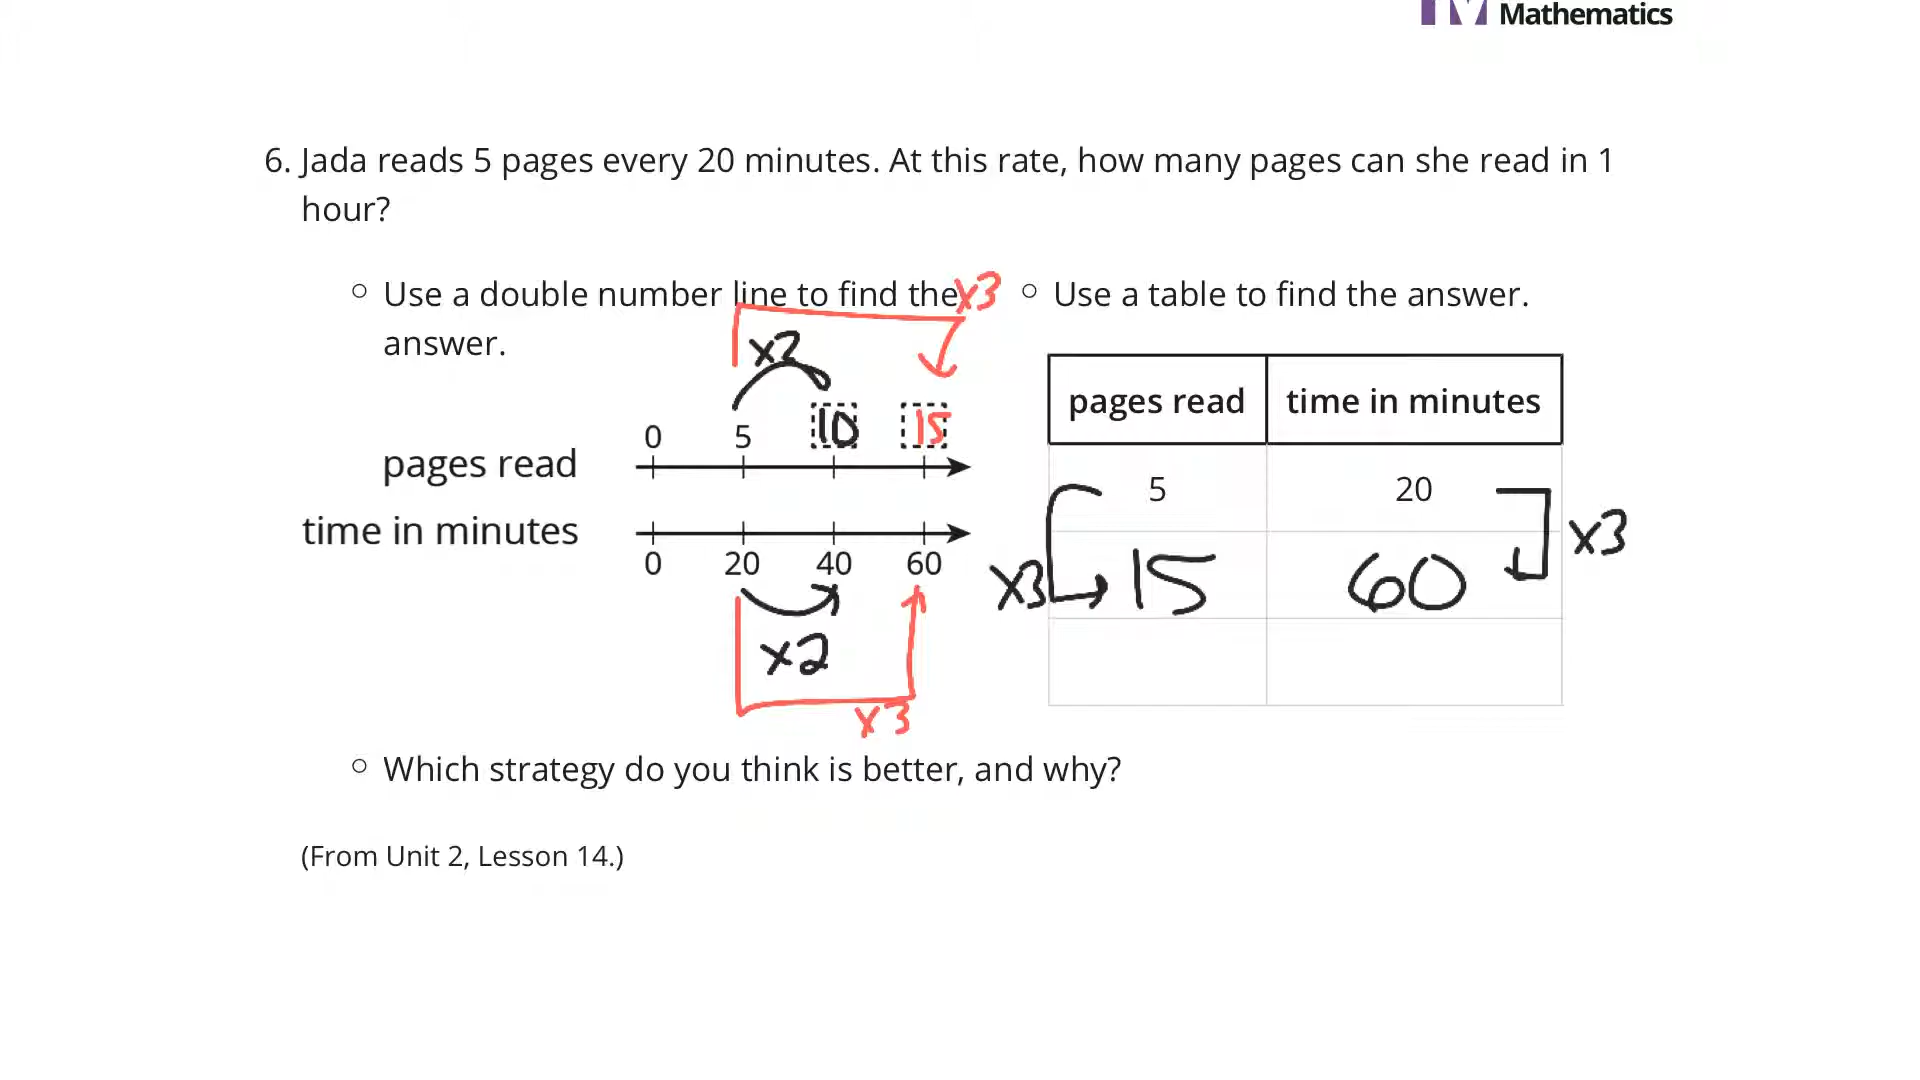 Mathematics
6. Jada reads 5 pages every 20 minutes. At this rate, how many pages can she read in 1
hour?
Use a double number line to find the
answer.
x3
x2
0 5 10 15
pages read
time in minutes
0 20 40 60
x2
x3
Use a table to find the answer.
pages read time in minutes
5 20
x3
x3 15 60
Which strategy do you think is better, and why?
(From Unit 2, Lesson 14.)